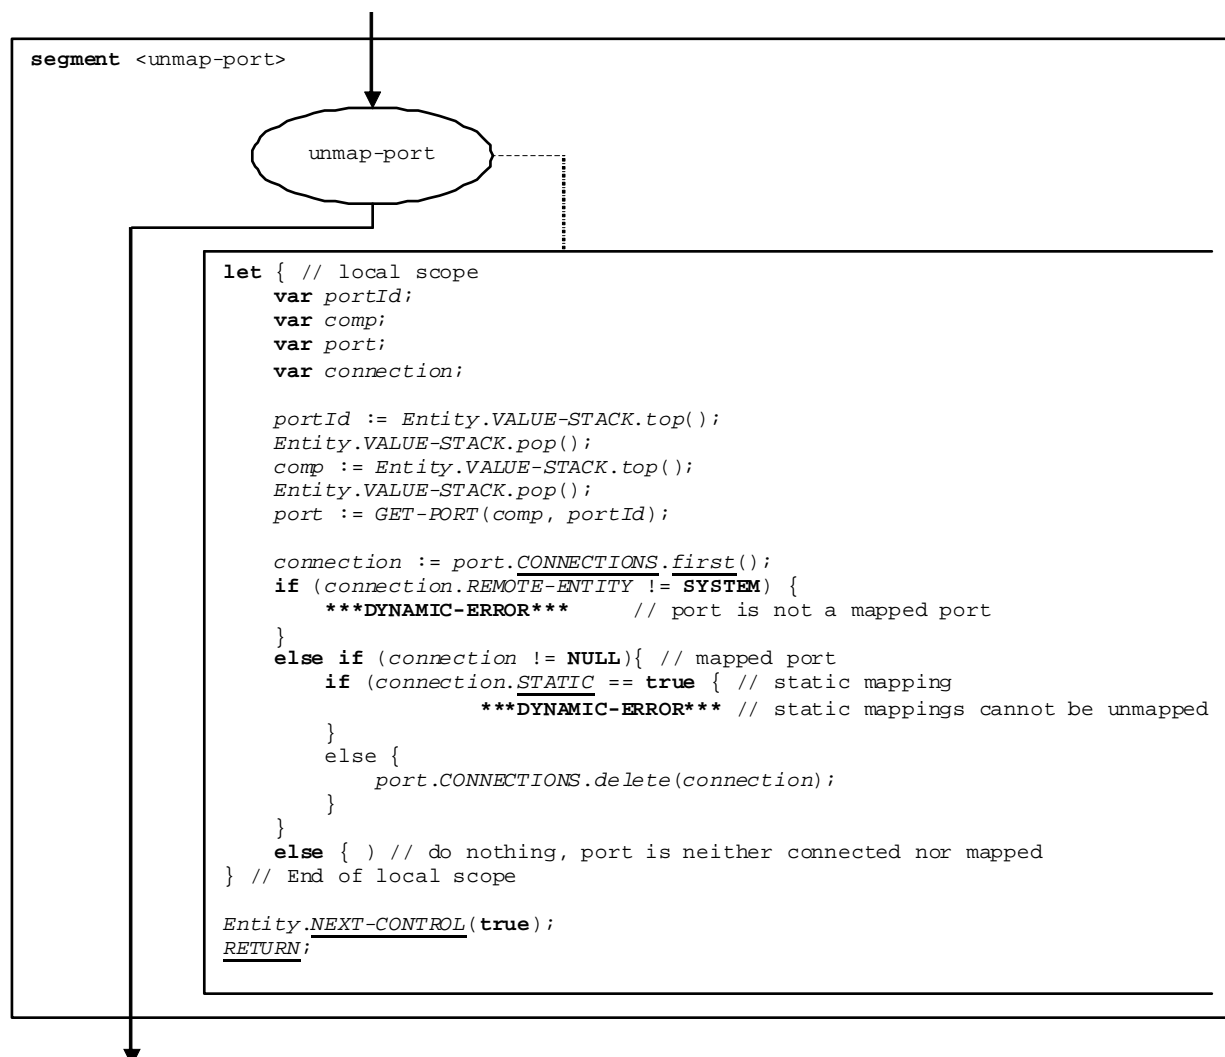 segment <unmap-port>
unmap-port
let { // local scope
var portId;
var comp;
var port;
var connection;
portId := Entity.VALUE-STACK.top();
Entity.VALUE-STACK.pop();
comp := Entity.VALUE-STACK.top();
Entity.VALUE-STACK.pop();
port := GET-PORT(comp, portId);
connection := port.CONNECTIONS.first();
if (connection.REMOTE-ENTITY != SYSTEM) {
***DYNAMIC-ERROR*** // port is not a mapped port
}
else if (connection != NULL){ // mapped port
if (connection.STATIC == true { // static mapping
***DYNAMIC-ERROR*** // static mappings cannot be unmapped
}
else {
port.CONNECTIONS.delete(connection);
}
}
else { ) // do nothing, port is neither connected nor mapped
} // End of local scope
Entity.NEXT-CONTROL(true);
RETURN;